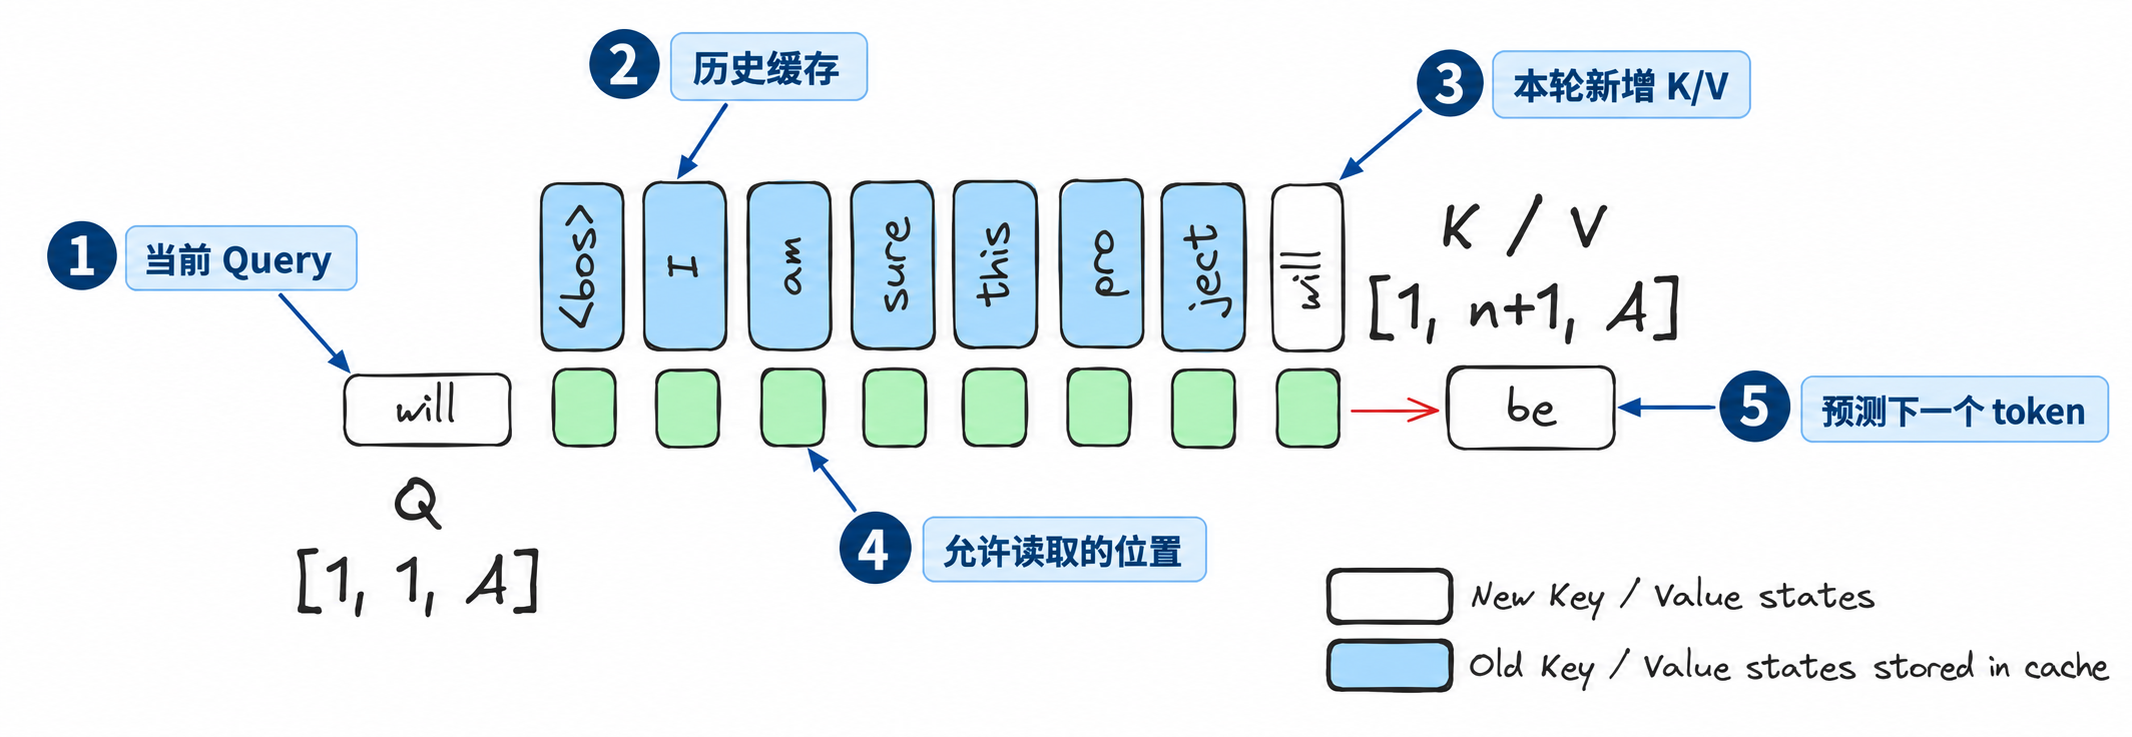 2 历史缓存
3 本轮新增 K/V
1 当前 Query
<bos>
I
am
sure
this
pro
ject
will
K / V
[1, n+1, A]
will
be
5 预测下一个 token
Q
[1, 1, A]
4 允许读取的位置
New Key / Value states
Old Key / Value states stored in cache